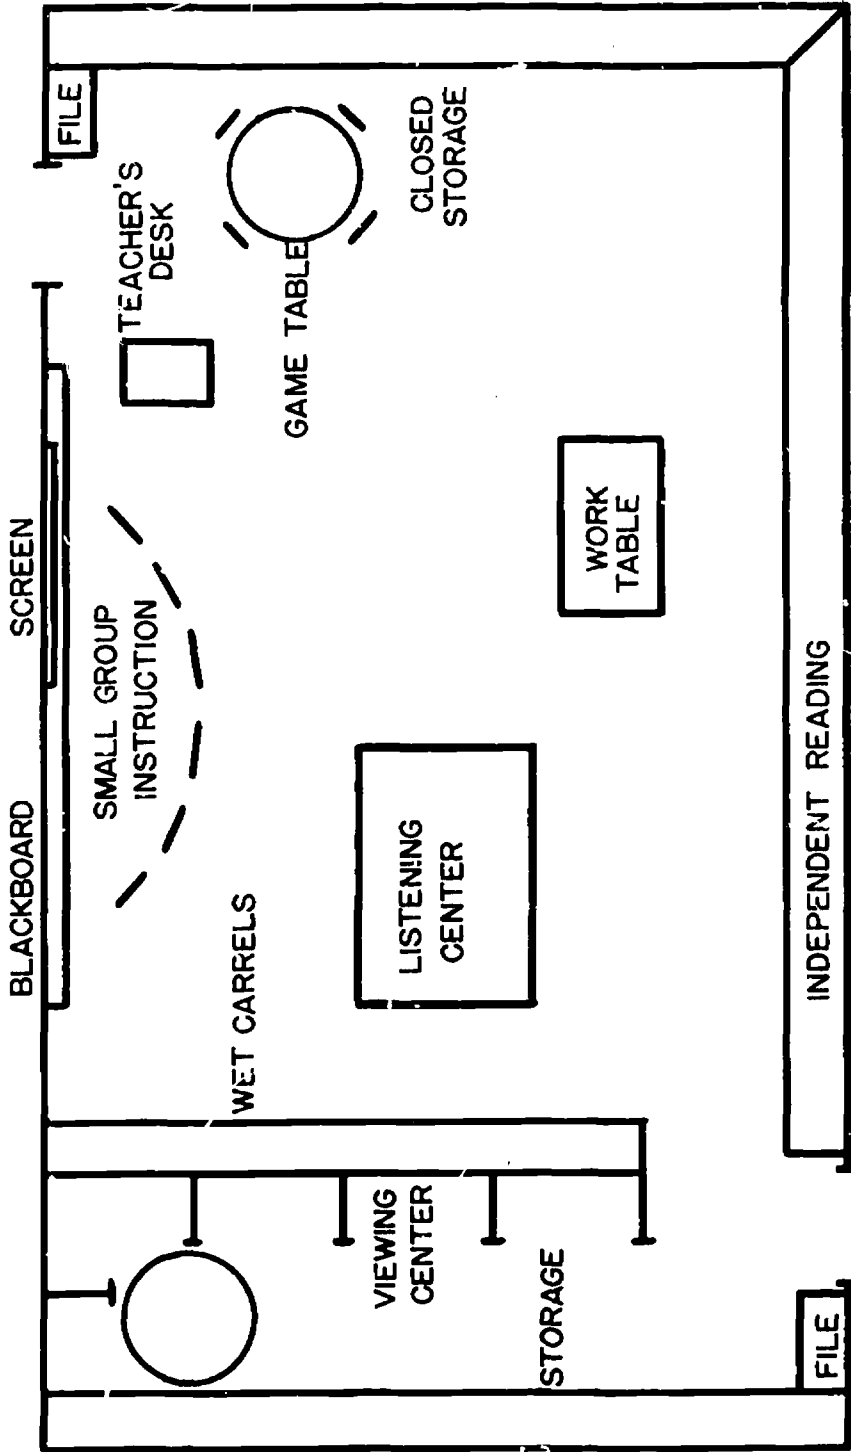 BLACKBOARD
SCREEN
SMALL GROUP
INSTRUCTION
TEACHER'S
DESK
FILE
WET CARRELS
GAME TABLE
CLOSED
STORAGE
LISTENING
CENTER
VIEWING
CENTER
WORK
TABLE
STORAGE
INDEPENDENT READING
FILE